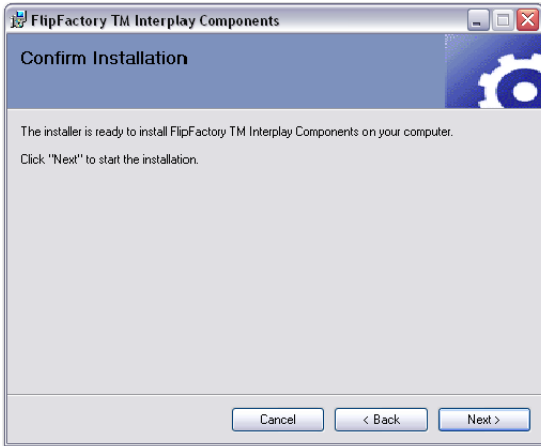 FlipFactory TM Interplay Components
Confirm Installation
The installer is ready to install FlipFactory TM Interplay Components on your computer.
Click "Next" to start the installation.
Cancel
< Back
Next >